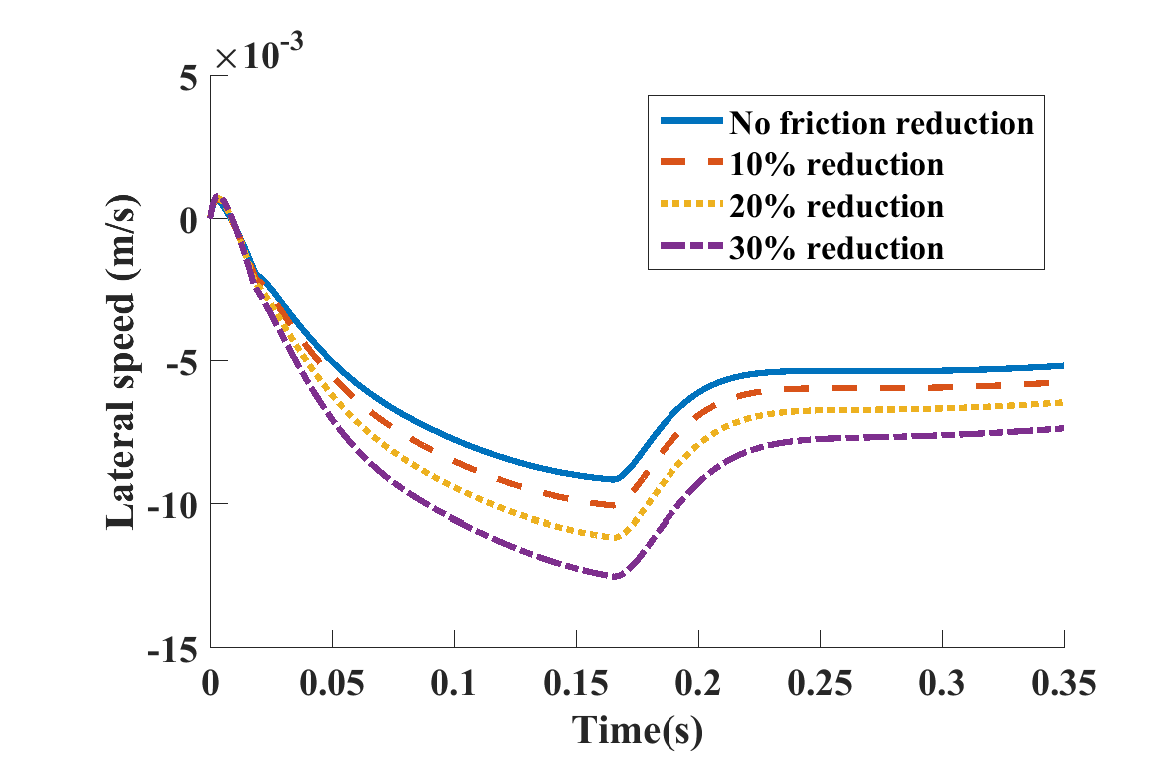 ×10-3
5
0
-5
-10
-15
Lateral speed (m/s)
No friction reduction
10% reduction
20% reduction
30% reduction
0 0.05 0.1 0.15 0.2 0.25 0.3 0.35
Time(s)